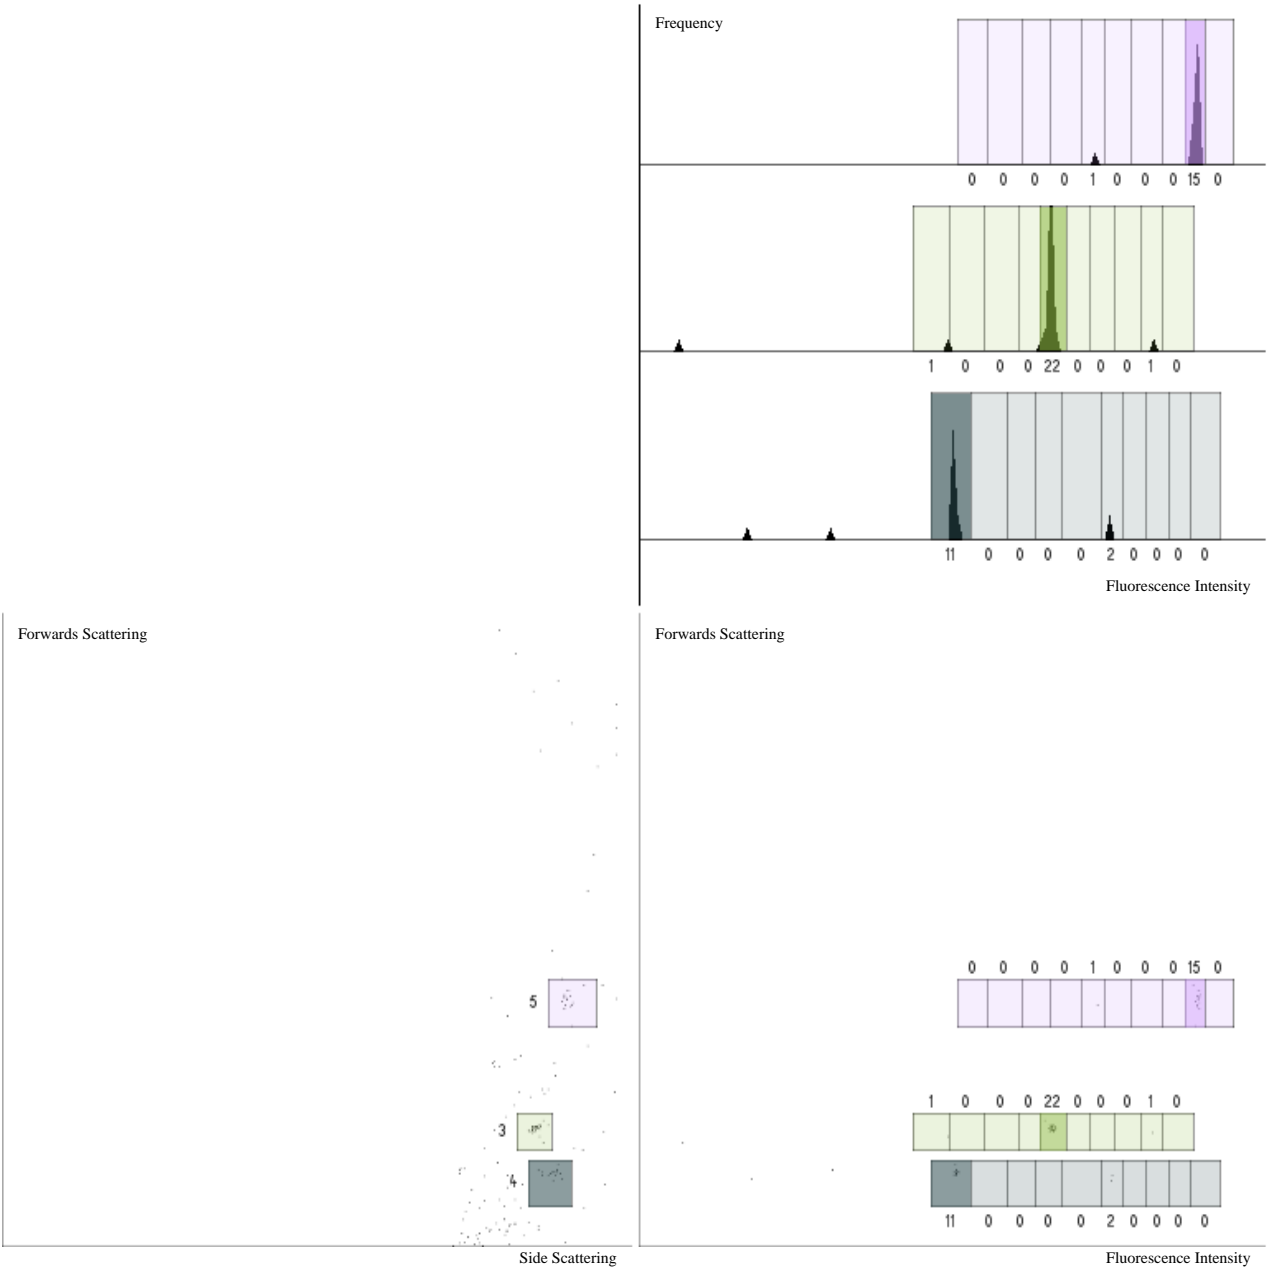 Frequency
0 0 0 0 1 0 0 0 15 0
1 0 0 0 22 0 0 0 1 0
11 0 0 0 0 2 0 0 0 0
Fluorescence Intensity
Forwards Scattering
5
3
4
Side Scattering
Forwards Scattering
0 0 0 0 1 0 0 0 15 0
1 0 0 0 22 0 0 0 1 0
11 0 0 0 0 2 0 0 0 0
Fluorescence Intensity